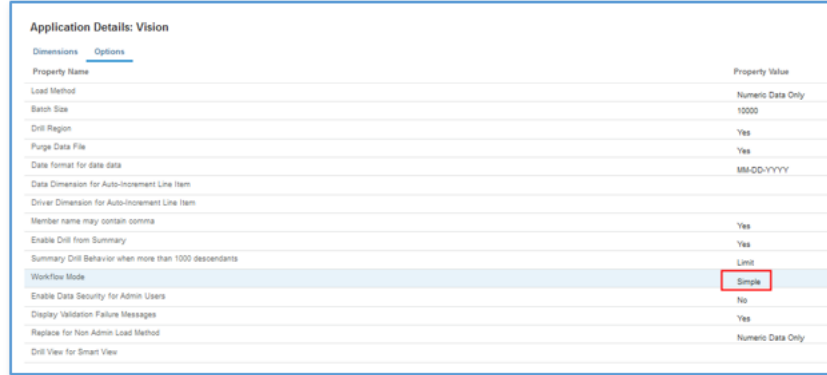 Application Details: Vision
Dimensions Options
Property Name Property Value
Load Method Numeric Data Only
Batch Size 10000
Drill Region Yes
Purge Data File Yes
Date format for date data MM-DD-YYYY
Data Dimension for Auto-Increment Line Item
Driver Dimension for Auto-Increment Line Item
Member name may contain comma Yes
Enable Drill from Summary Yes
Summary Drill Behavior when more than 1000 descendants Limit
Workflow Mode Simple
Enable Data Security for Admin Users No
Display Validation Failure Messages Yes
Replace for Non Admin Load Method Numeric Data Only
Drill View for Smart View